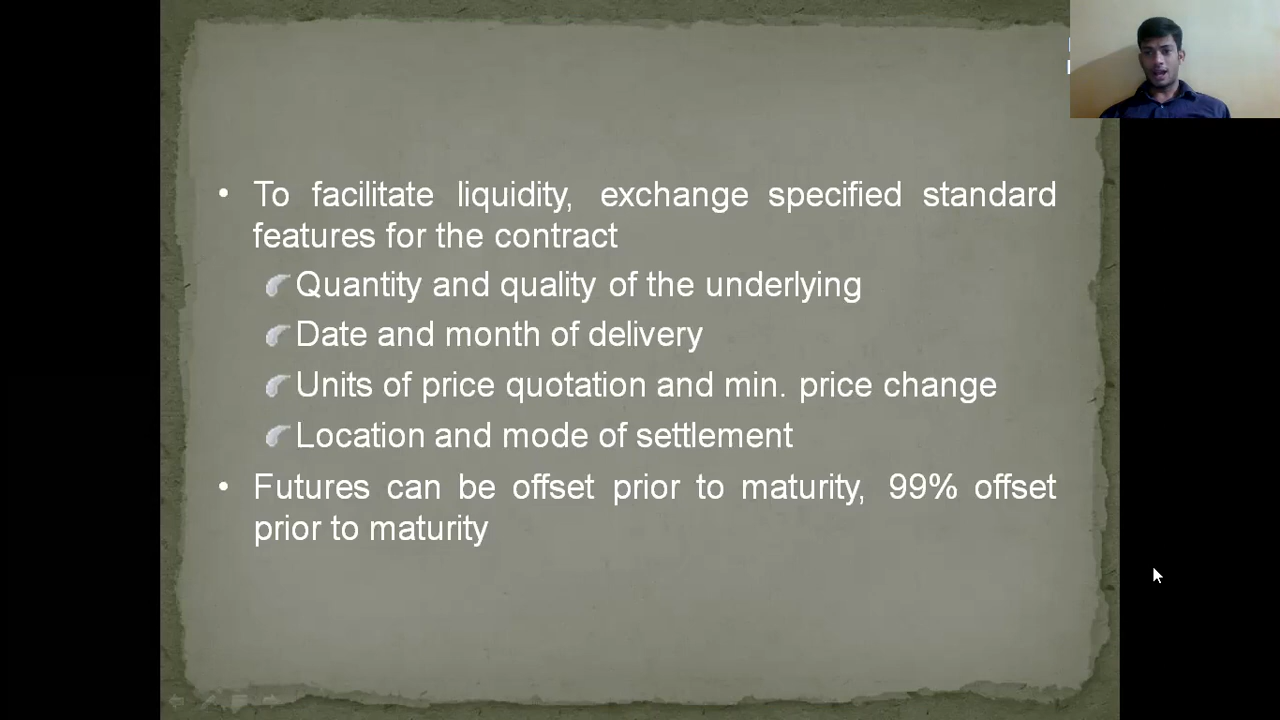 • To facilitate liquidity, exchange specified standard
features for the contract
Quantity and quality of the underlying
Date and month of delivery
Units of price quotation and min. price change
Location and mode of settlement
• Futures can be offset prior to maturity, 99% offset
prior to maturity